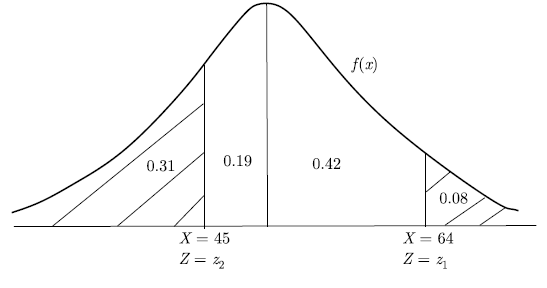 f(x)
0.31
0.19
0.42
0.08
X = 45
Z = z₂
X = 64
Z = z₁